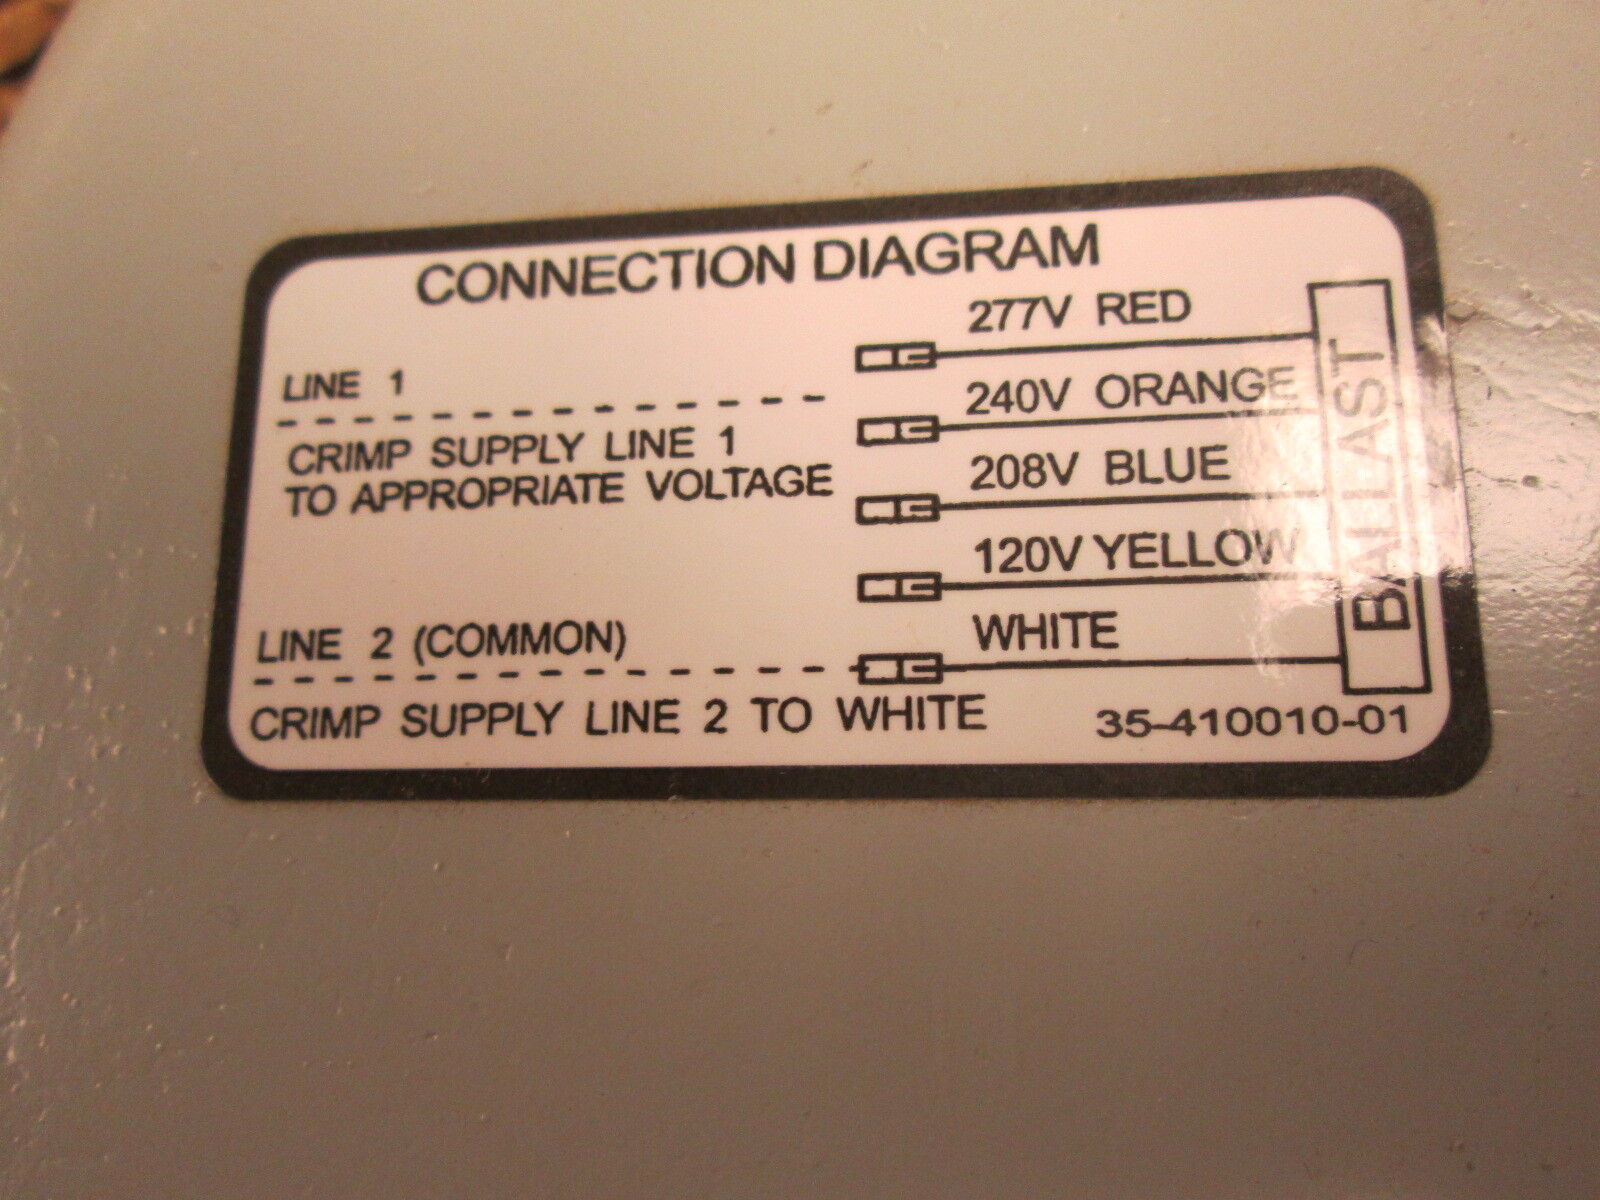 CONNECTION DIAGRAM
277V RED
LINE 1
240V ORANGE
CRIMP SUPPLY LINE 1
TO APPROPRIATE VOLTAGE
208V BLUE
120V YELLOW
LINE 2 (COMMON)
WHITE
CRIMP SUPPLY LINE 2 TO WHITE
35-410010-01
BALLAST